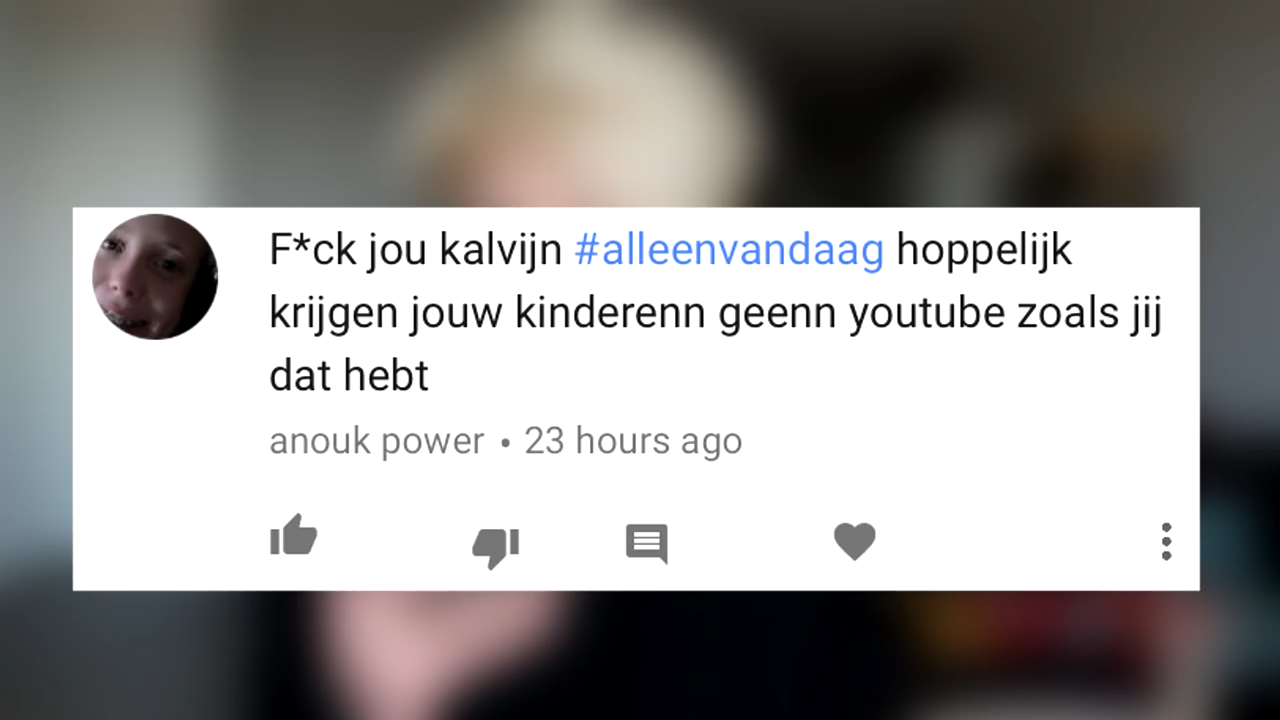 F*ck jou kalvijn #alleenvandaag hoppelijk
krijgen jouw kinderenn geenn youtube zoals jij
dat hebt
anouk power • 23 hours ago